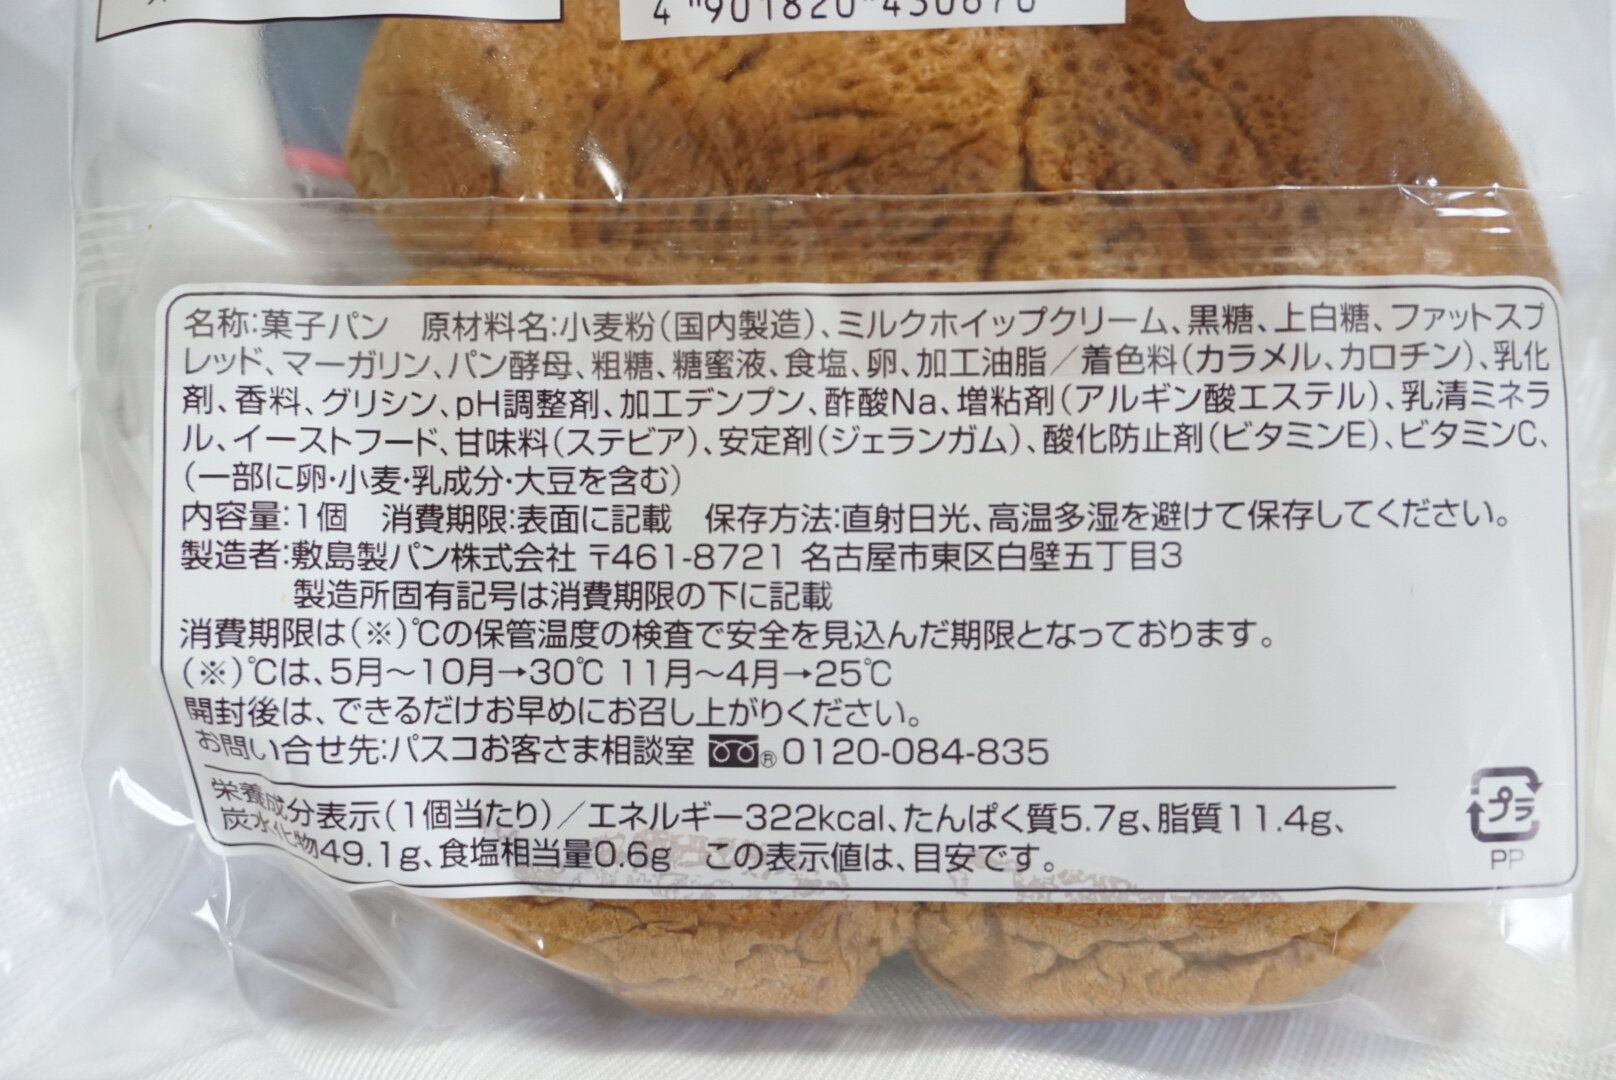 4 901820 430670
名称:菓子パン 原材料名:小麦粉(国内製造)、ミルクホイップクリーム、黒糖、上白糖、ファットスプ
レッド、マーガリン、パン酵母、粗糖、糖蜜液、食塩、卵、加工油脂/着色料(カラメル、カロチン)、乳化
剤、香料、グリシン、pH調整剤、加工デンプン、酢酸Na、増粘剤(アルギン酸エステル)、乳清ミネラ
ル、イーストフード、甘味料(ステビア)、安定剤(ジェランガム)、酸化防止剤(ビタミンE)、ビタミンC、
(一部に卵・小麦・乳成分・大豆を含む)
内容量:1個 消費期限:表面に記載 保存方法:直射日光、高温多湿を避けて保存してください。
製造者:敷島製パン株式会社 〒461-8721 名古屋市東区白壁五丁目3
製造所固有記号は消費期限の下に記載
消費期限は(※)℃の保管温度の検査で安全を見込んだ期限となっております。
(※)℃は、5月~10月→30℃ 11月~4月→25℃
開封後は、できるだけお早めにお召し上がりください。
お問い合せ先:パスコお客さま相談室 ®0120-084-835
栄養成分表示(1個当たり)/エネルギー322kcal、たんぱく質5.7g、脂質11.4g、
炭水化物49.1g、食塩相当量0.6g この表示値は、目安です。
プラ
PP